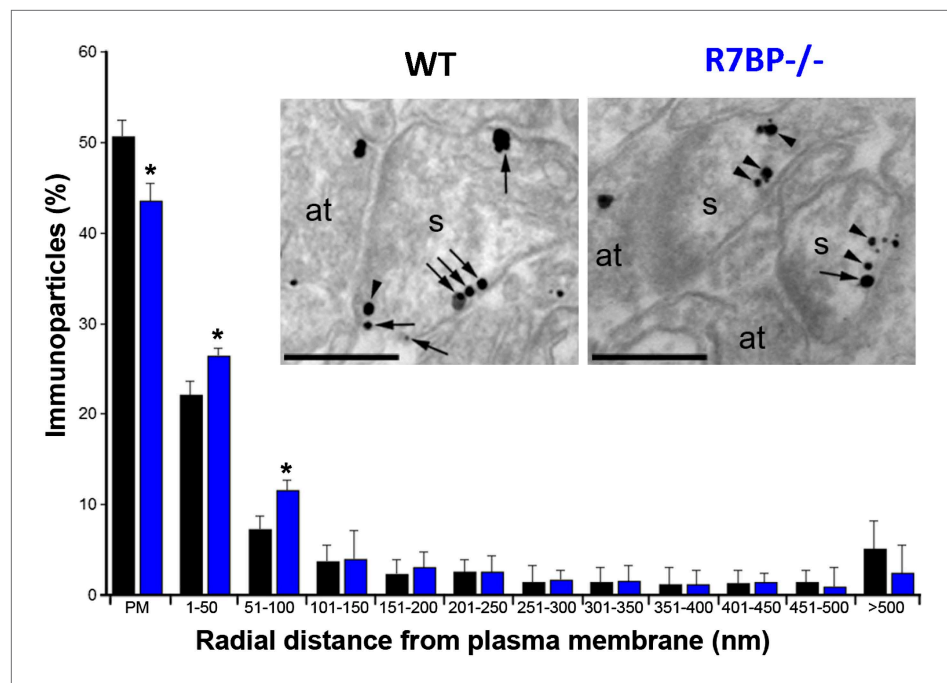 WT
R7BP-/-
60
50
40
30
20
10
0
Immunoparticles (%)
*
*
*
at
s
at
s
s
at
PM
1-50
51-100
101-150
151-200
201-250
251-300
301-350
351-400
401-450
451-500
>500
Radial distance from plasma membrane (nm)